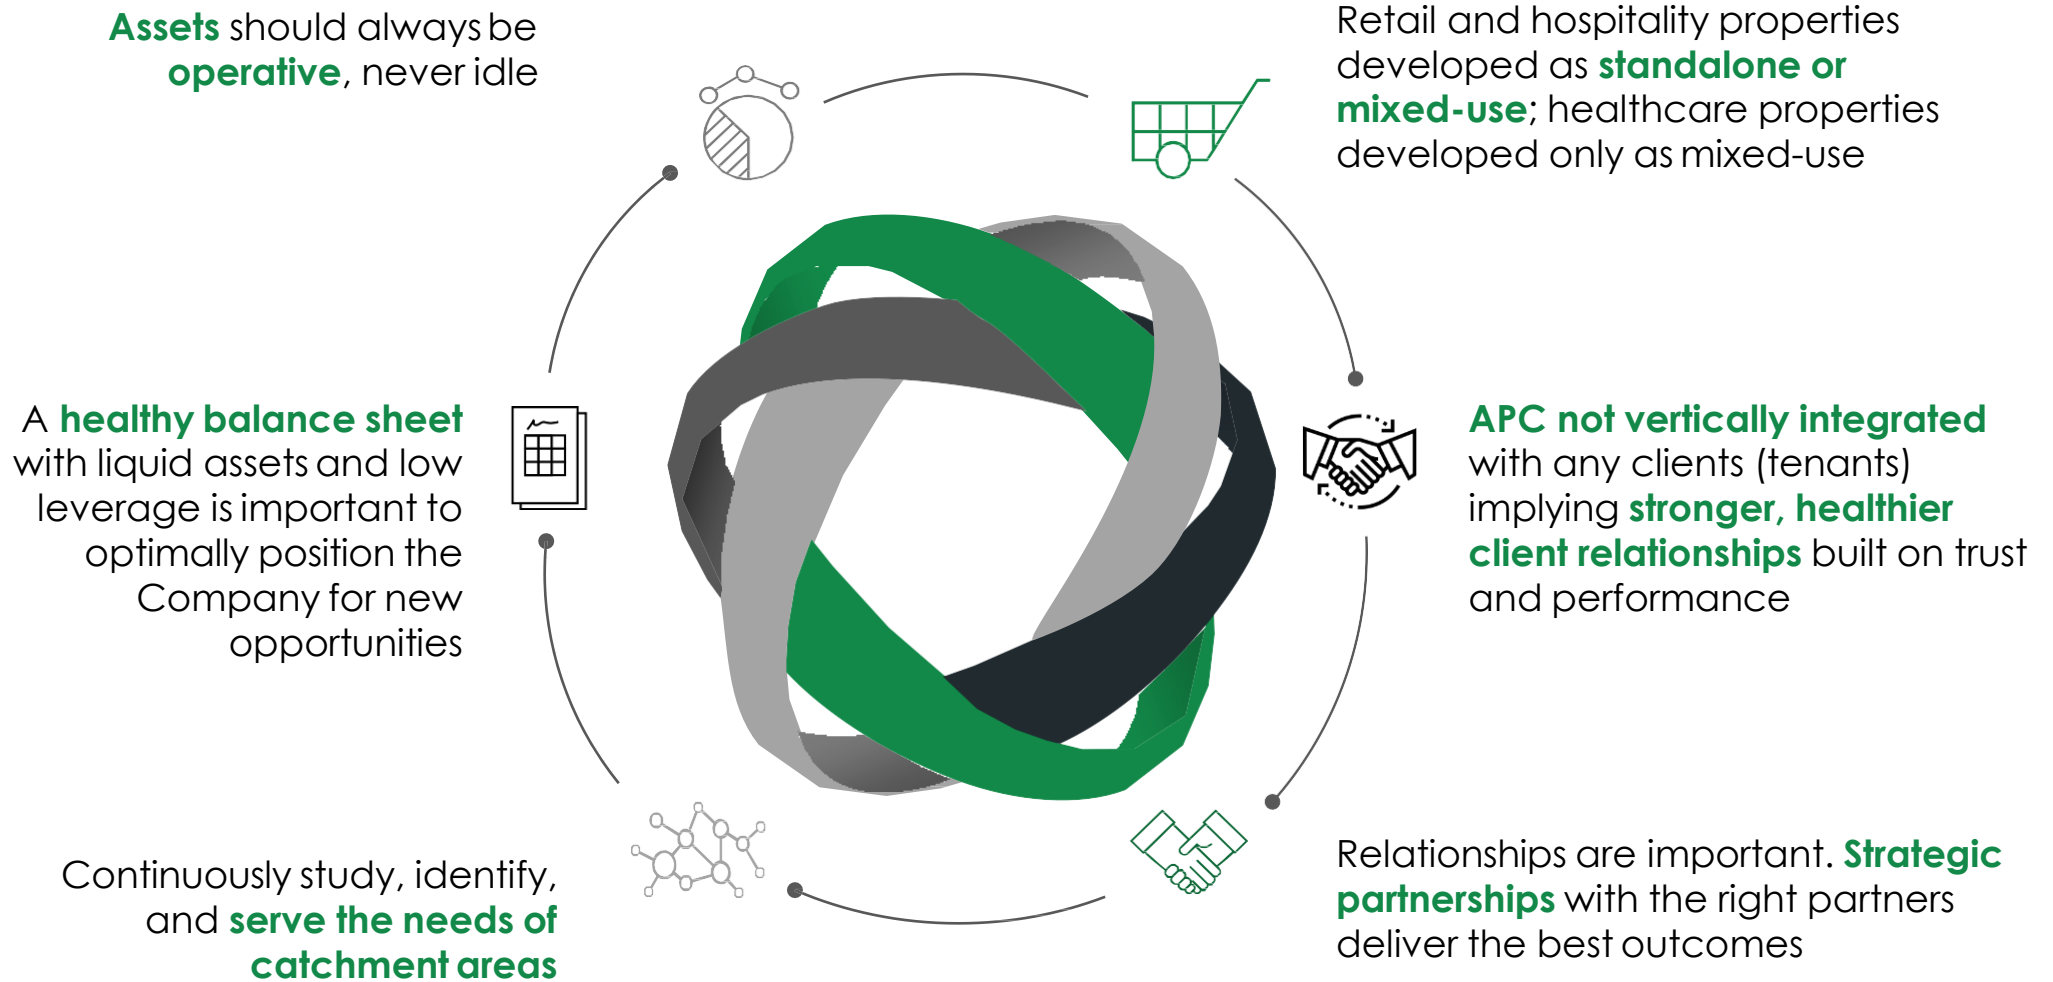 Assets should always be
operative, never idle
Retail and hospitality properties
developed as standalone or
mixed-use; healthcare properties
developed only as mixed-use
A healthy balance sheet
with liquid assets and low
leverage is important to
optimally position the
Company for new
opportunities
APC not vertically integrated
with any clients (tenants)
implying stronger, healthier
client relationships built on trust
and performance
Continuously study, identify,
and serve the needs of
catchment areas
Relationships are important. Strategic
partnerships with the right partners
deliver the best outcomes